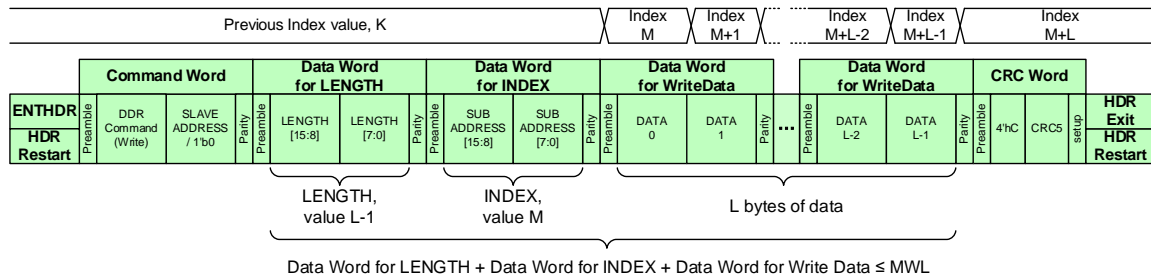 Previous Index value, K
Index
M
Index
M+1
Index
M+L-2
Index
M+L-1
Index
M+L
Command Word
Data Word
for LENGTH
Data Word
for INDEX
Data Word
for WriteData
Data Word
for WriteData
CRC Word
ENTHDR
HDR
Restart
Preamble
DDR
Command
(Write)
SLAVE
ADDRESS
/ 1'b0
Parity
Preamble
LENGTH
[15:8]
LENGTH
[7:0]
Parity
Preamble
SUB
ADDRESS
[15:8]
SUB
ADDRESS
[7:0]
Parity
Preamble
DATA
0
DATA
1
Parity
...
Preamble
DATA
L-2
DATA
L-1
Parity
Preamble
4'hC
CRC5
setup
HDR
Exit
HDR
Restart
LENGTH,
value L-1
INDEX,
value M
L bytes of data
Data Word for LENGTH + Data Word for INDEX + Data Word for Write Data ≤ MWL